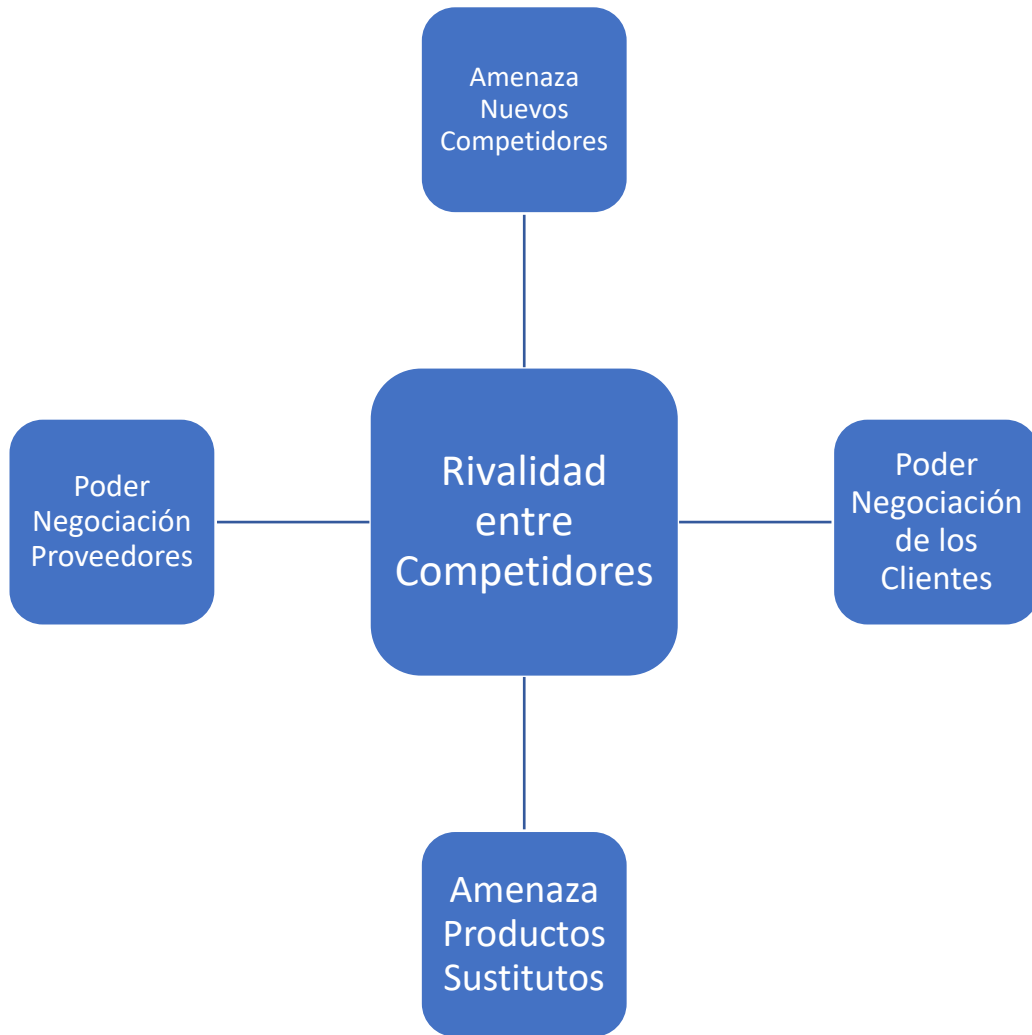 Amenaza
Nuevos
Competidores
Poder
Negociación
Proveedores
Rivalidad
entre
Competidores
Poder
Negociación
de los
Clientes
Amenaza
Productos
Sustitutos